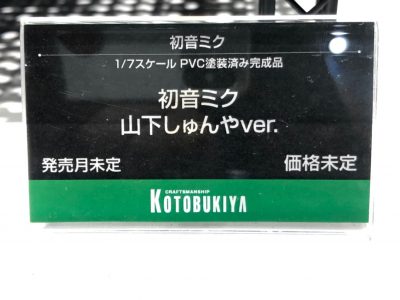 初音ミク
1/7スケール PVC塗装済み完成品
初音ミク
山下しゅんやver.
発売月未定 価格未定
CRAFTSMANSHIP
KOTOBUKIYA